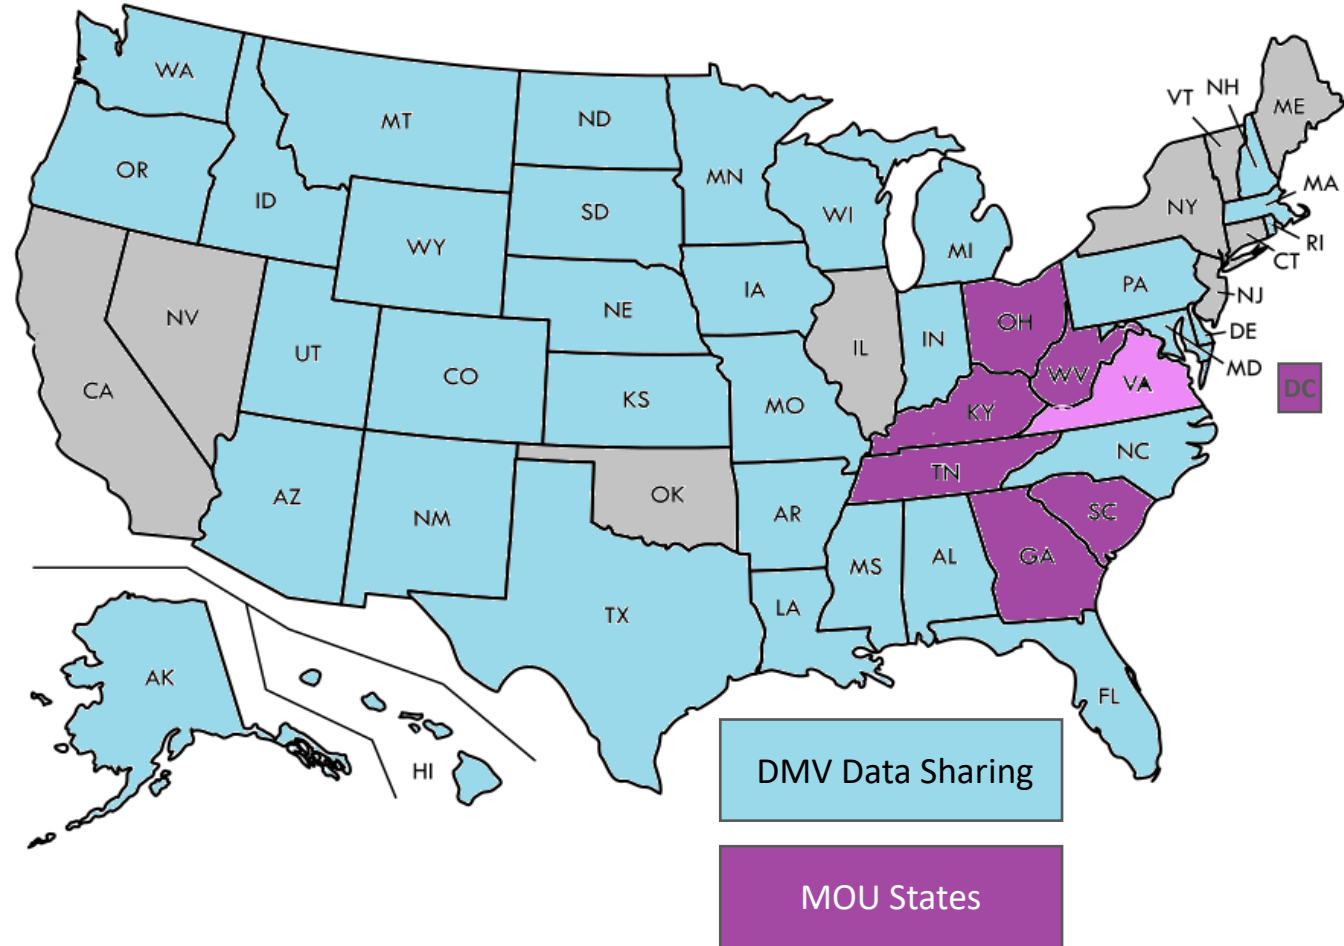 WA
MT
ND
MN
OR
ID
WY
SD
WI
MI
VT
NH
ME
NY
MA
RI
CT
NJ
PA
DE
MD
DC
NV
CA
UT
CO
NE
IA
KS
MO
IL
IN
OH
WV
VA
KY
TN
NC
SC
GA
AZ
NM
OK
AR
TX
LA
MS
AL
FL
AK
HI
DMV Data Sharing
MOU States